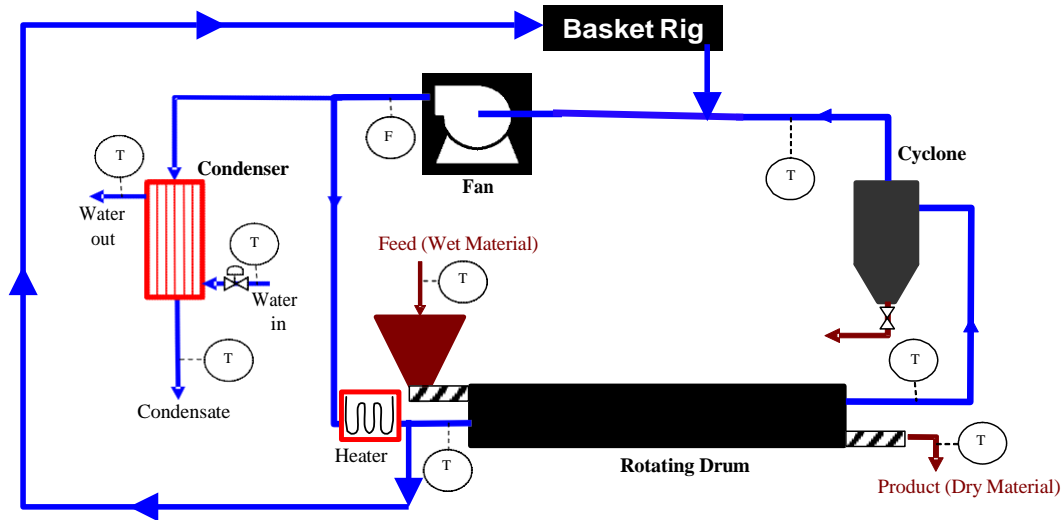 Basket Rig
F
Fan
T
Cyclone
T
Condenser
Water
out
T
Water
in
Feed (Wet Material)
T
T
Condensate
T
Heater
T
Rotating Drum
T
Product (Dry Material)